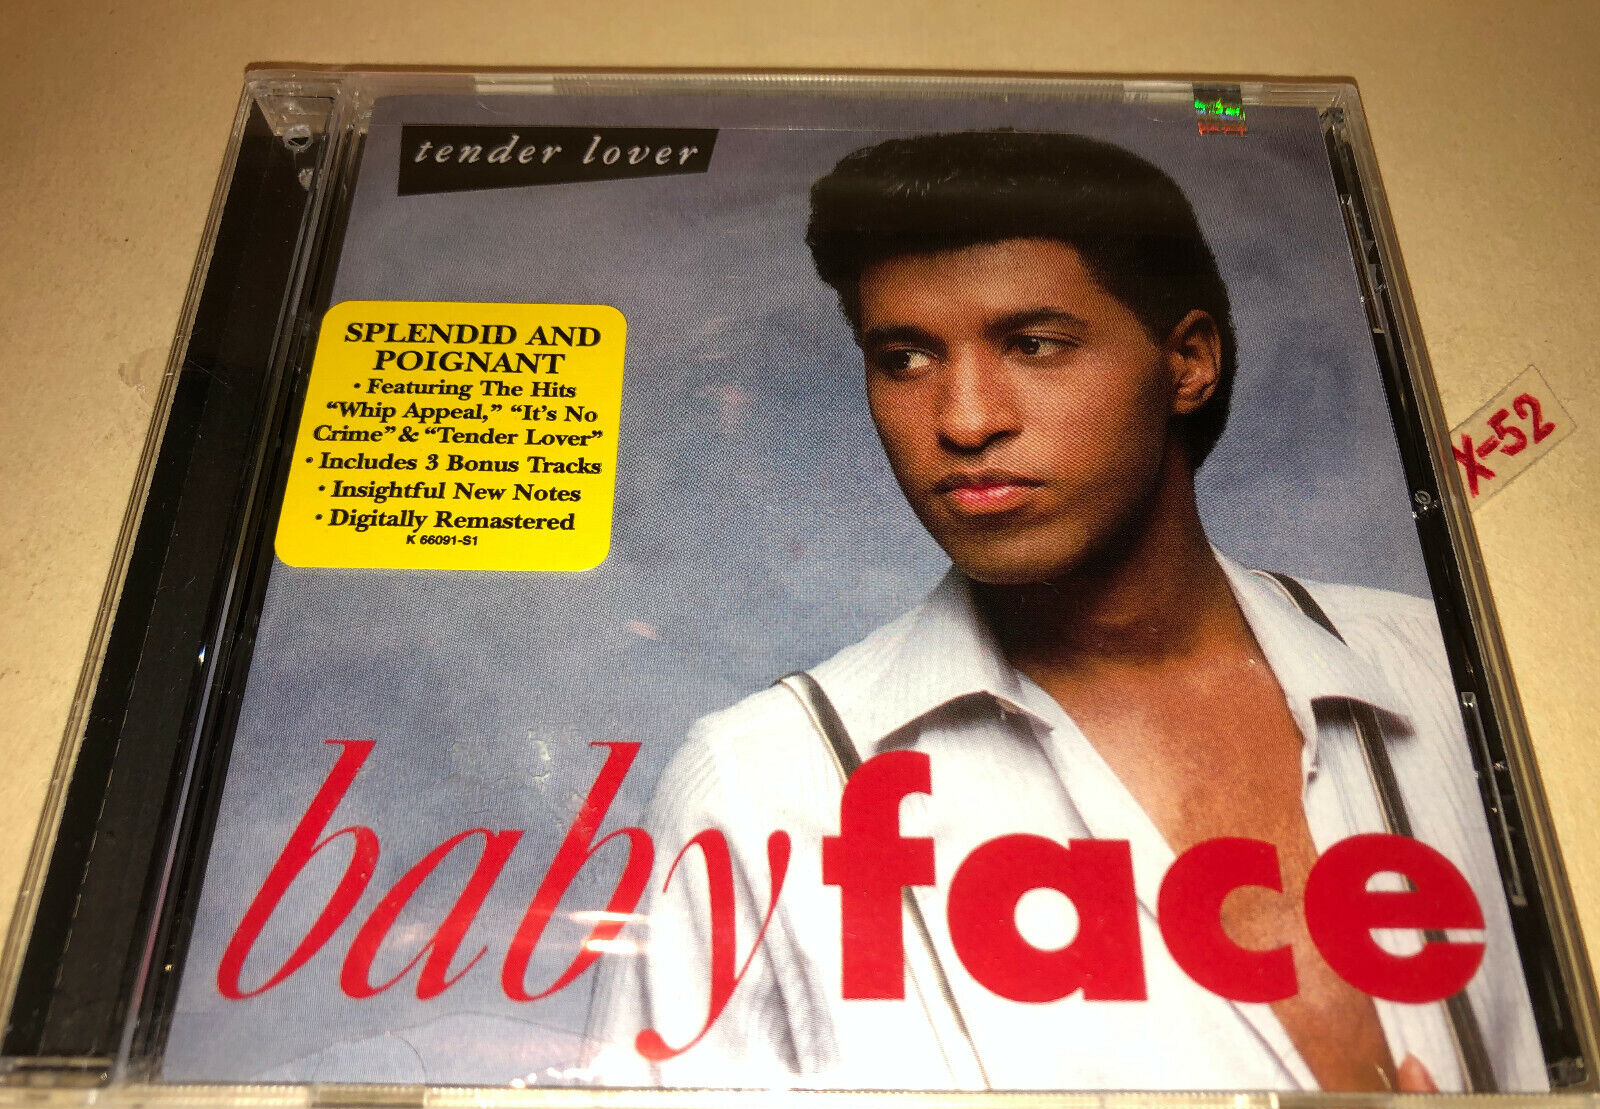 tender lover
SPLENDID AND
POIGNANT
• Featuring The Hits
“Whip Appeal,” “It's No
Crime” & “Tender Lover”
• Includes 3 Bonus Tracks
• Insightful New Notes
• Digitally Remastered
K 66091-S1
X-52
babyface